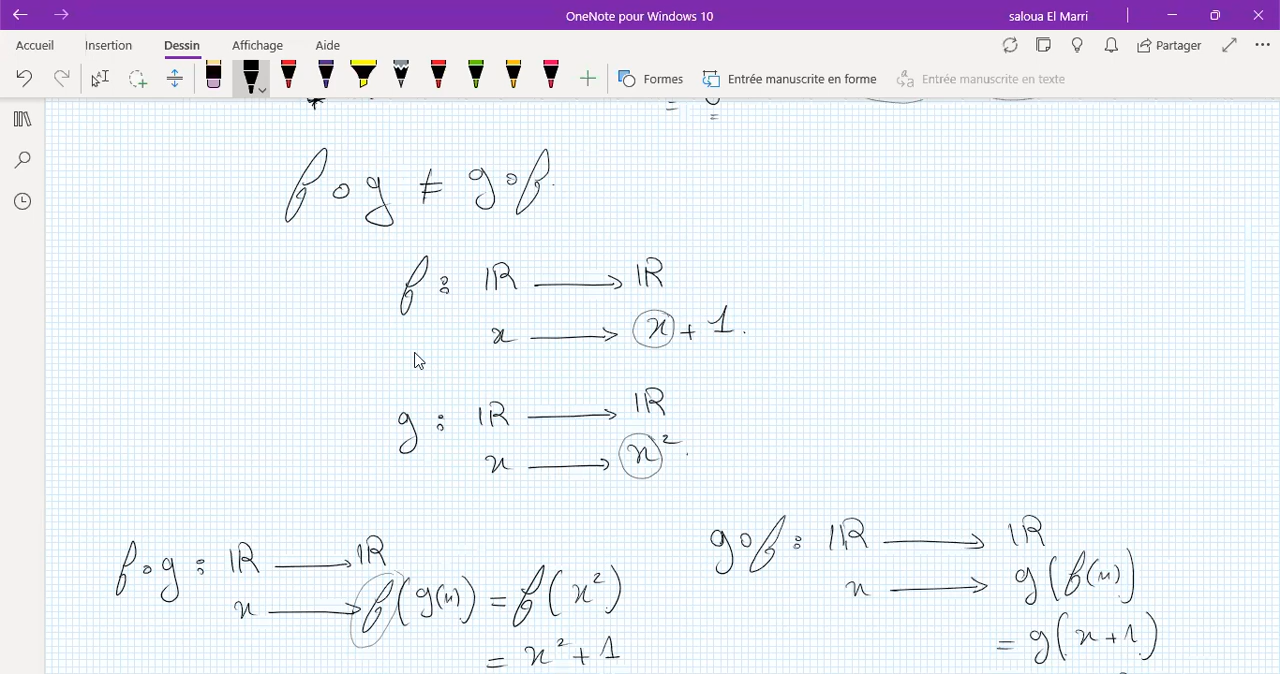 OneNote pour Windows 10
saloua El Marri
Accueil Insertion Dessin Affichage Aide
Partager
Formes Entrée manuscrite en forme Entrée manuscrite en texte
= 0
=
f o g ≠ g o f.
f : IR ⟶ IR
x ⟶ x + 1.
g : IR ⟶ IR
x ⟶ x².
f o g : IR ⟶ IR
x ⟶ f(g(x)) = f(x²)
= x² + 1
g o f : IR ⟶ IR
x ⟶ g(f(x))
= g(x+1)